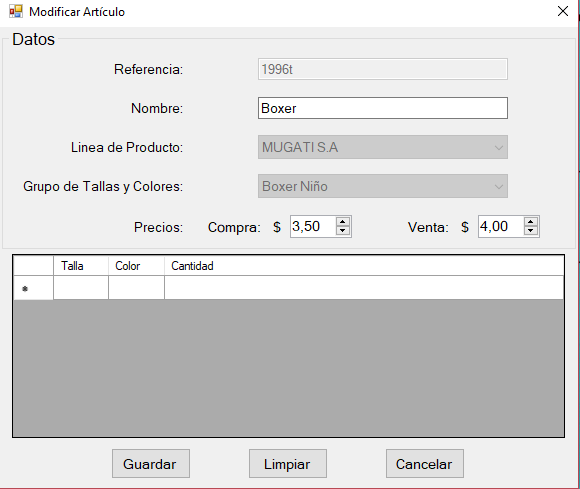 Modificar Artículo
Datos
Referencia: 1996t
Nombre: Boxer
Linea de Producto: MUGATI S.A
Grupo de Tallas y Colores: Boxer Niño
Precios: Compra: $ 3,50 Venta: $ 4,00
Talla Color Cantidad
*
Guardar Limpiar Cancelar